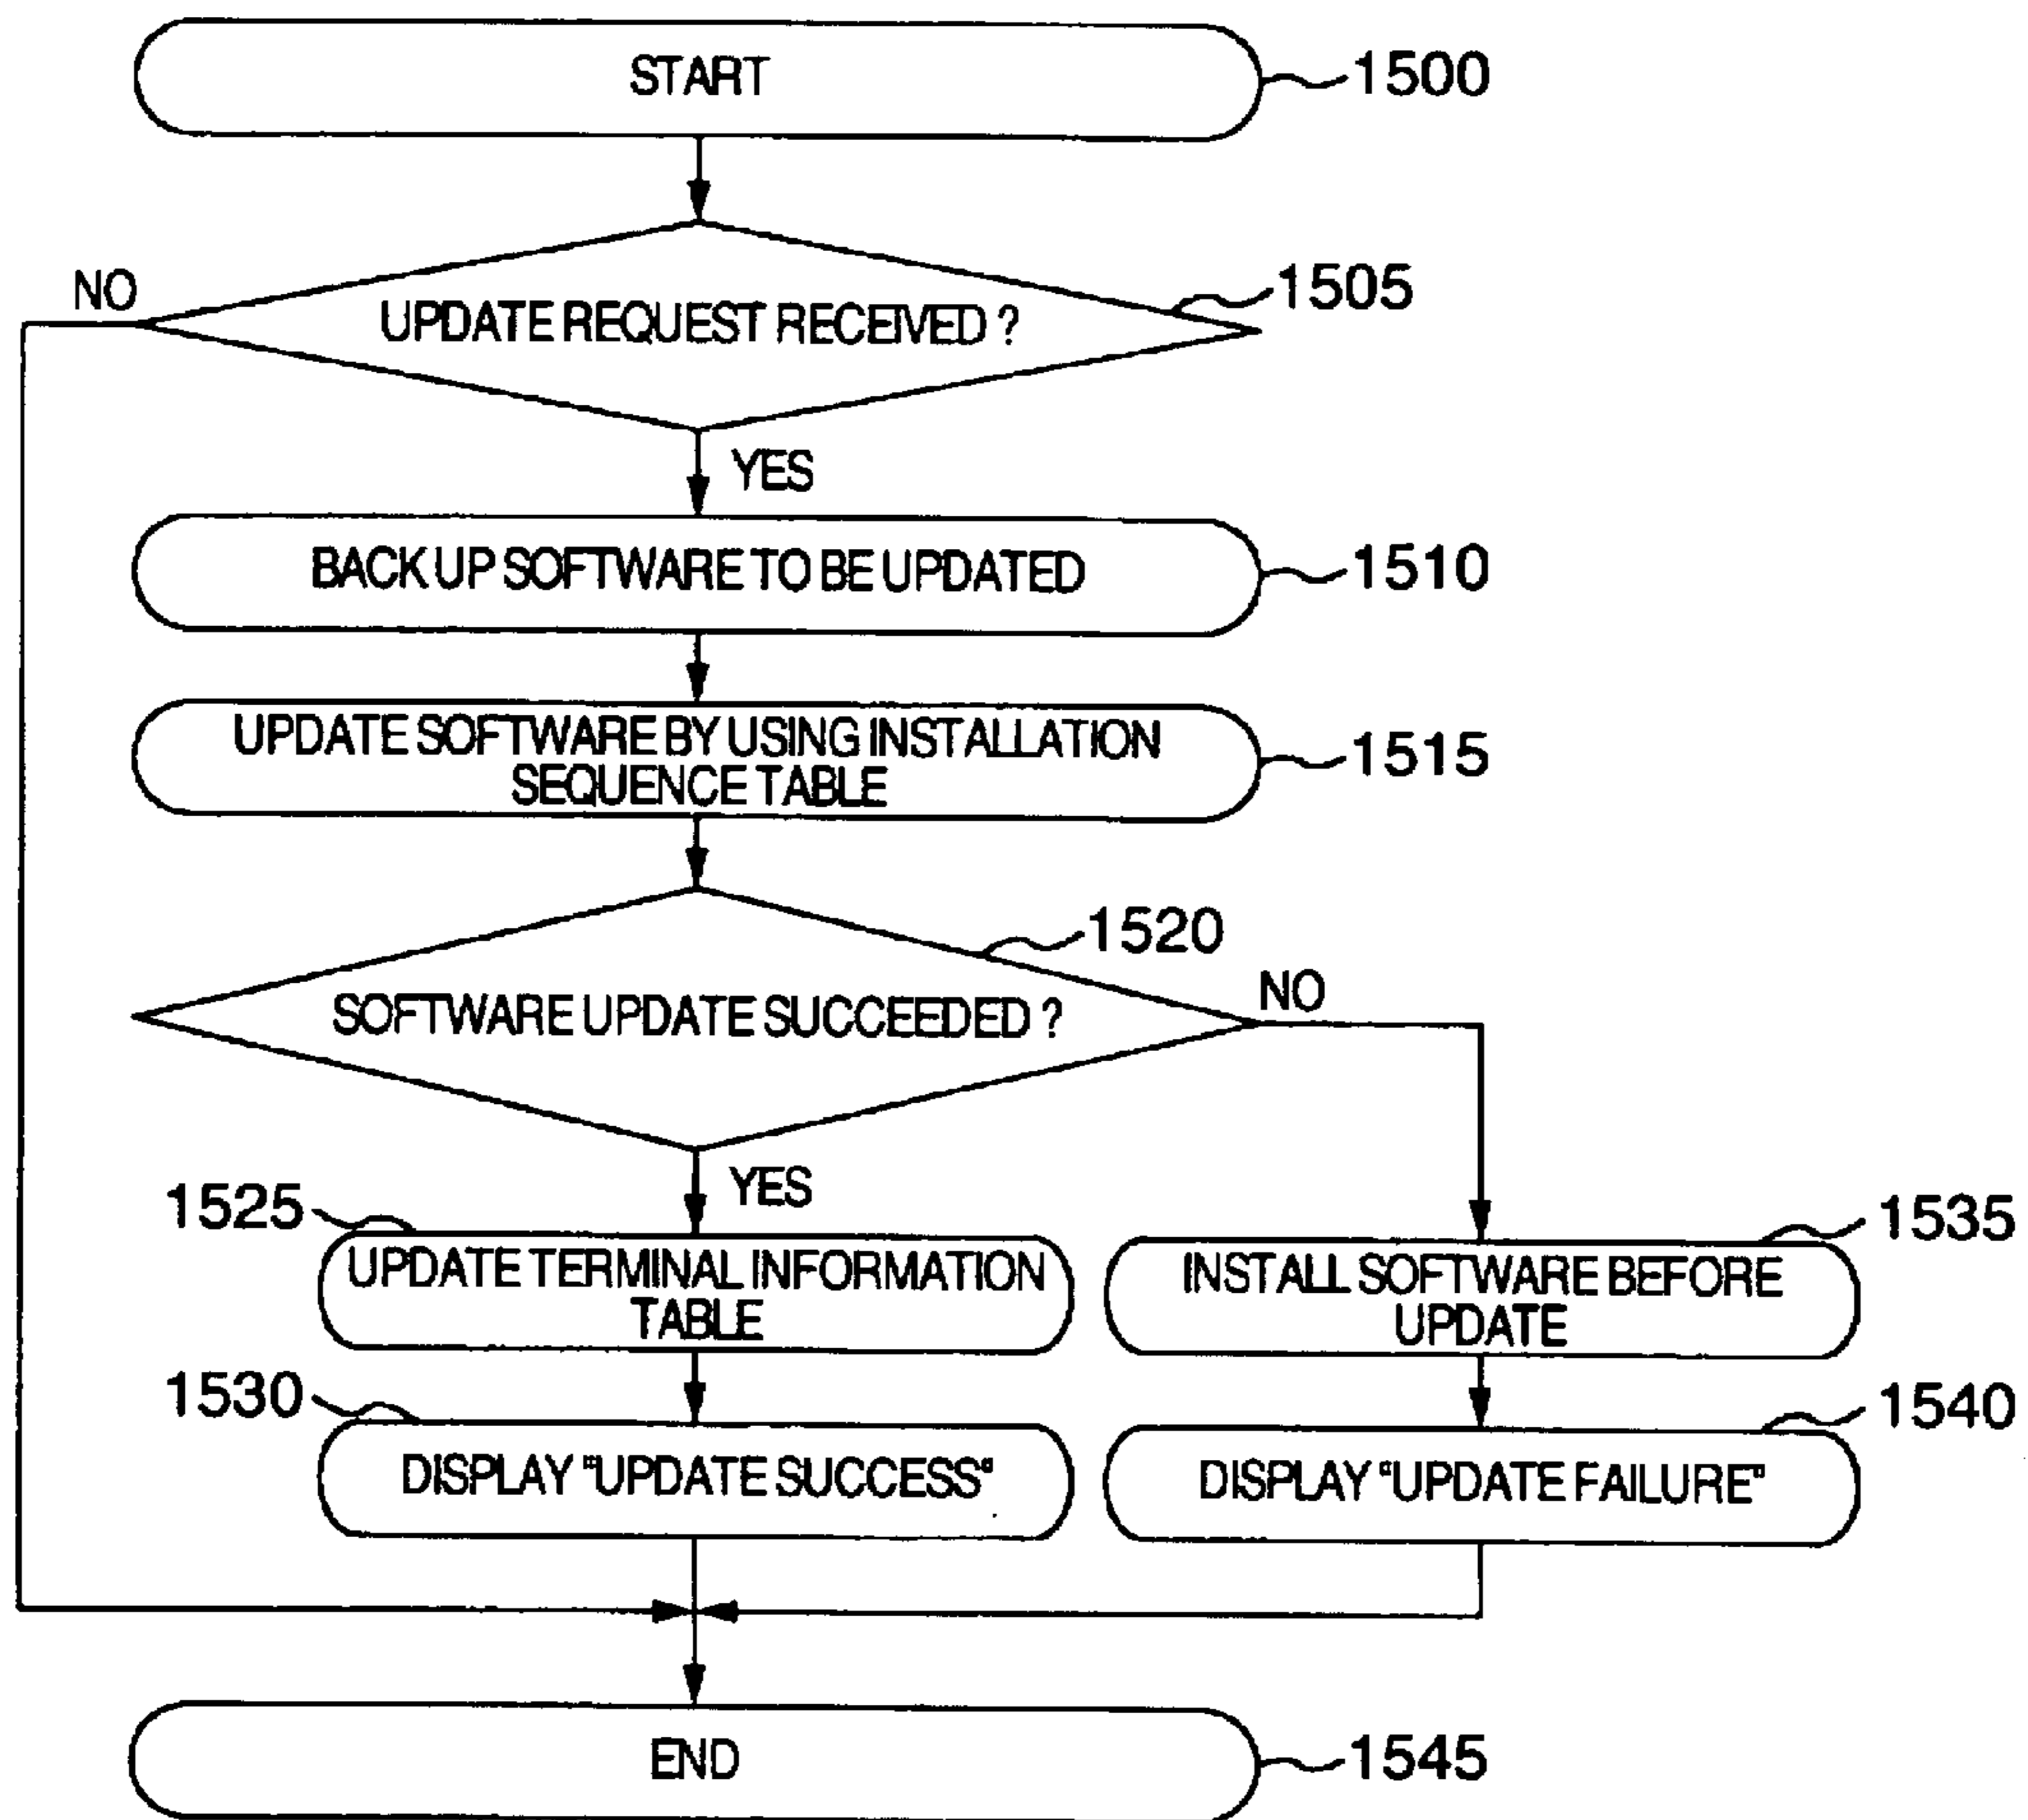 START
1500
NO
UPDATE REQUEST RECEIVED ?
1505
YES
BACK UP SOFTWARE TO BE UPDATED
1510
UPDATE SOFTWARE BY USING INSTALLATION
SEQUENCE TABLE
1515
1520
SOFTWARE UPDATE SUCCEEDED ?
NO
YES
1525
UPDATE TERMINAL INFORMATION
TABLE
1535
INSTALL SOFTWARE BEFORE
UPDATE
1530
DISPLAY "UPDATE SUCCESS"
1540
DISPLAY "UPDATE FAILURE"
END
1545